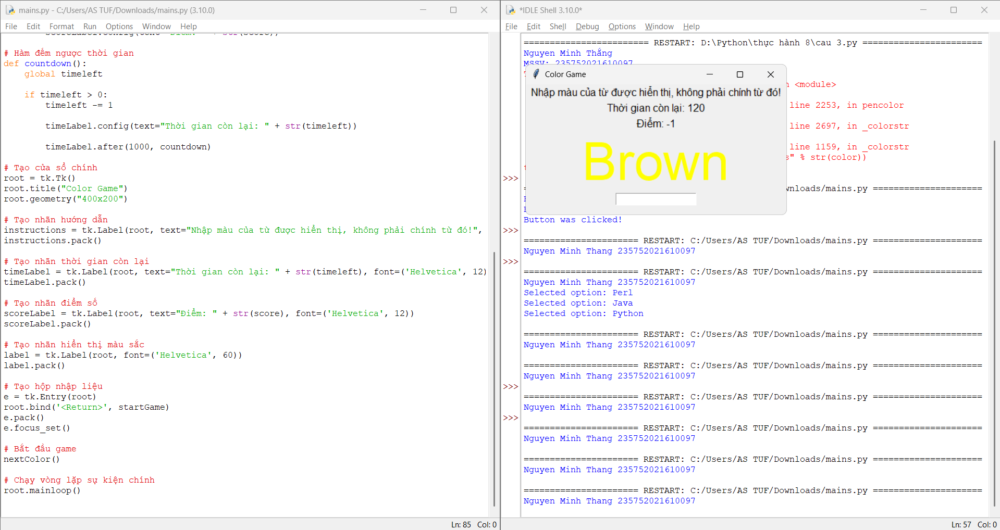 mains.py - C:/Users/AS TUF/Downloads/mains.py (3.10.0)
File Edit Format Run Options Window Help
# Hàm đếm ngược thời gian
def countdown():
    global timeleft
    if timeleft > 0:
        timeleft -= 1
        timeLabel.config(text="Thời gian còn lại: " + str(timeleft))
        timeLabel.after(1000, countdown)
# Tạo cửa sổ chính
root = tk.Tk()
root.title("Color Game")
root.geometry("400x200")
# Tạo nhãn hướng dẫn
instructions = tk.Label(root, text="Nhập màu của từ được hiển thị, không phải chính từ đó!",
instructions.pack()
# Tạo nhãn thời gian còn lại
timeLabel = tk.Label(root, text="Thời gian còn lại: " + str(timeleft), font=('Helvetica', 12)
timeLabel.pack()
# Tạo nhãn điểm số
scoreLabel = tk.Label(root, text="Điểm: " + str(score), font=('Helvetica', 12))
scoreLabel.pack()
# Tạo nhãn hiển thị màu sắc
label = tk.Label(root, font=('Helvetica', 60))
label.pack()
# Tạo hộp nhập liệu
e = tk.Entry(root)
root.bind('<Return>', startGame)
e.pack()
e.focus_set()
# Bắt đầu game
nextColor()
# Chạy vòng lặp sự kiện chính
root.mainloop()
Ln: 85 Col: 0
*IDLE Shell 3.10.0*
File Edit Shell Debug Options Window Help
======================== RESTART: D:\Python\thực hành 8\cau 3.py =======================
Nguyen Minh Thắng
MSSV: 235752021610097
Color Game
Nhập màu của từ được hiển thị, không phải chính từ đó!
Thời gian còn lại: 120
Điểm: -1
Brown
<module>
line 2253, in pencolor
line 2697, in _colorstr
line 1159, in _colorstr
" % str(color))
>>>
wnloads/mains.py =====================
Button was clicked!
>>>
====================== RESTART: C:/Users/AS TUF/Downloads/mains.py =====================
Nguyen Minh Thang 235752021610097
>>>
====================== RESTART: C:/Users/AS TUF/Downloads/mains.py =====================
Nguyen Minh Thang 235752021610097
Selected option: Perl
Selected option: Java
Selected option: Python
====================== RESTART: C:/Users/AS TUF/Downloads/mains.py =====================
Nguyen Minh Thang 235752021610097
====================== RESTART: C:/Users/AS TUF/Downloads/mains.py =====================
Nguyen Minh Thang 235752021610097
>>>
====================== RESTART: C:/Users/AS TUF/Downloads/mains.py =====================
Nguyen Minh Thang 235752021610097
>>>
====================== RESTART: C:/Users/AS TUF/Downloads/mains.py =====================
Nguyen Minh Thang 235752021610097
====================== RESTART: C:/Users/AS TUF/Downloads/mains.py =====================
Nguyen Minh Thang 235752021610097
====================== RESTART: C:/Users/AS TUF/Downloads/mains.py =====================
Nguyen Minh Thang 235752021610097
Ln: 57 Col: 0